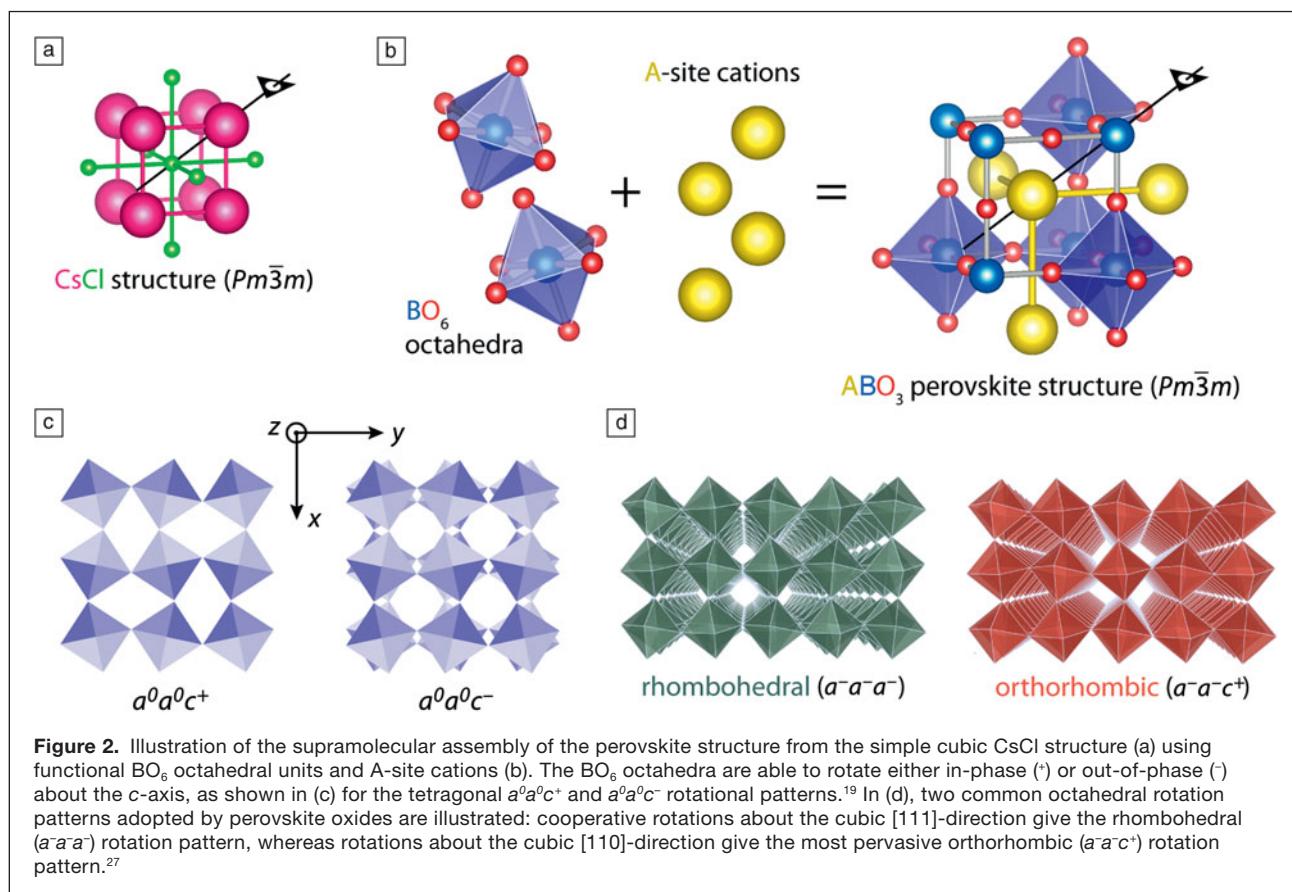 a
b
A-site cations
+
=
CsCl structure (Pm3̅m)
BO₆
octahedra
ABO₃ perovskite structure (Pm3̅m)
c
z
y
x
d
a⁰a⁰c⁺
a⁰a⁰c⁻
rhombohedral (a⁻a⁻a⁻)
orthorhombic (a⁻a⁻c⁺)
Figure 2. Illustration of the supramolecular assembly of the perovskite structure from the simple cubic CsCl structure (a) using
functional BO₆ octahedral units and A-site cations (b). The BO₆ octahedra are able to rotate either in-phase (⁺) or out-of-phase (⁻)
about the c-axis, as shown in (c) for the tetragonal a⁰a⁰c⁺ and a⁰a⁰c⁻ rotational patterns.¹⁹ In (d), two common octahedral rotation
patterns adopted by perovskite oxides are illustrated: cooperative rotations about the cubic [111]-direction give the rhombohedral
(a⁻a⁻a⁻) rotation pattern, whereas rotations about the cubic [110]-direction give the most pervasive orthorhombic (a⁻a⁻c⁺) rotation
pattern.²⁷